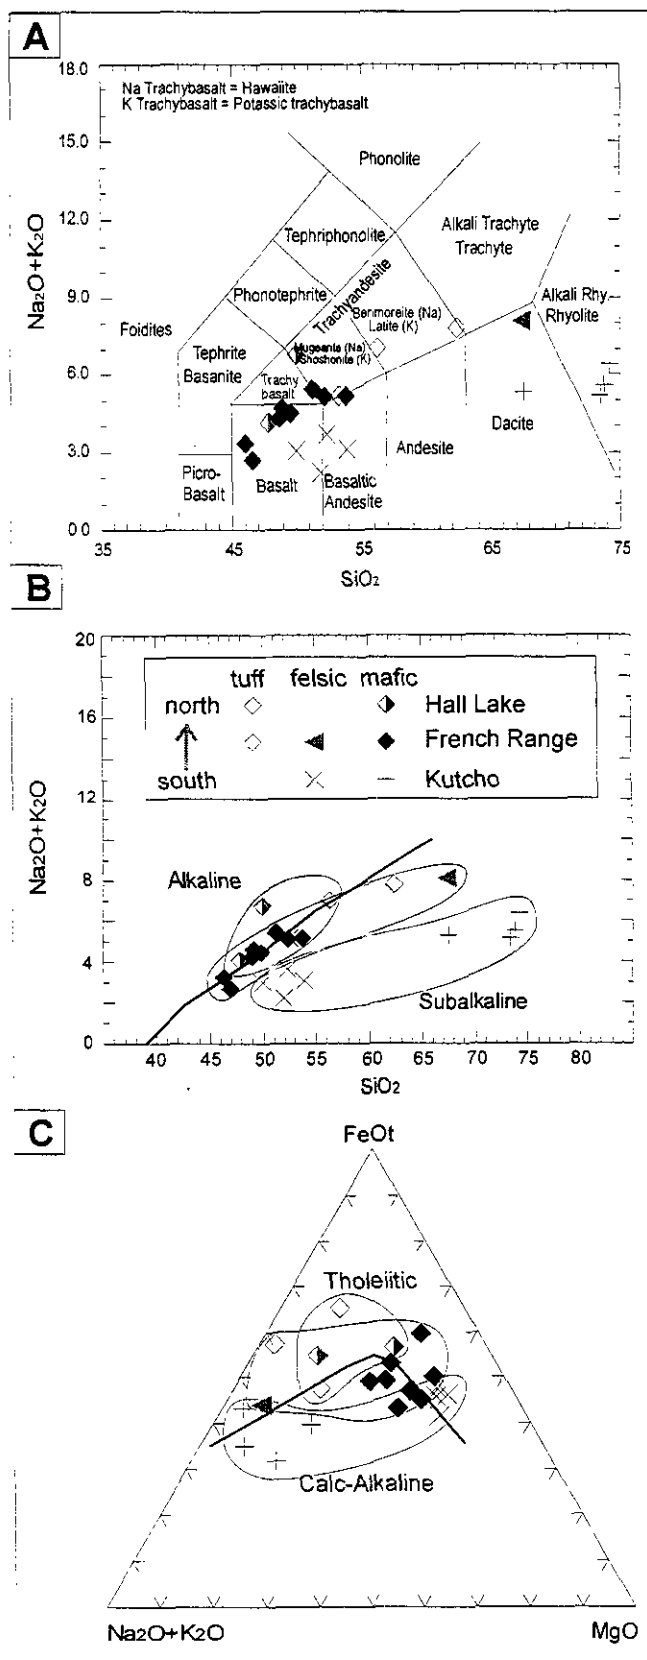 A
18.0
Na Trachybasalt = Hawaiite
K Trachybasalt = Potassic trachybasalt
15.0
Phonolite
12.0
Tephriphonolite
Alkali Trachyte
Trachyte
Na2O+K2O
9.0
Phonotephrite
Trachyandesite
Benmoreite (Na)
Latite (K)
Alkali Rhy.
Rhyolite
Foidites
Tephrite
Basanite
Mugearite (Na)
Shoshonite (K)
6.0
Trachy
basalt
Dacite
3.0
Picro-
Basalt
Basalt
Basaltic
Andesite
Andesite
0.0
35 45 55 65 75
SiO2
B
20
tuff felsic mafic
north Hall Lake
16
French Range
south Kutcho
12
Na2O+K2O
8
Alkaline
4
Subalkaline
0
40 45 50 55 60 65 70 75 80
SiO2
C
FeOt
Tholeiitic
Calc-Alkaline
Na2O+K2O MgO